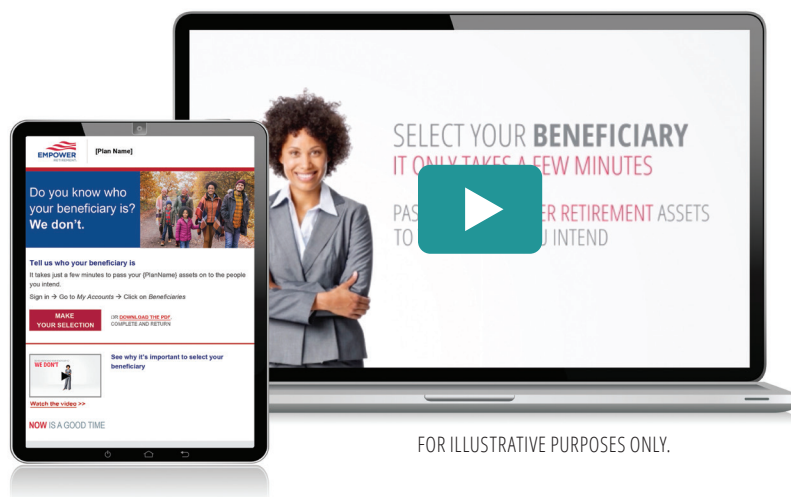 EMPOWER
RETIREMENT
[Plan Name]
Do you know who
your beneficiary is?
We don't.
Tell us who your beneficiary is
It takes just a few minutes to pass your {PlanName} assets on to the people
you intend.
Sign in → Go to My Accounts → Click on Beneficiaries
MAKE
YOUR SELECTION
OR DOWNLOAD THE PDF,
COMPLETE AND RETURN
WE DON'T
See why it's important to select your
beneficiary
Watch the video >>
NOW IS A GOOD TIME
SELECT YOUR BENEFICIARY
IT ONLY TAKES A FEW MINUTES
PAS ER RETIREMENT ASSETS
TO U INTEND
FOR ILLUSTRATIVE PURPOSES ONLY.